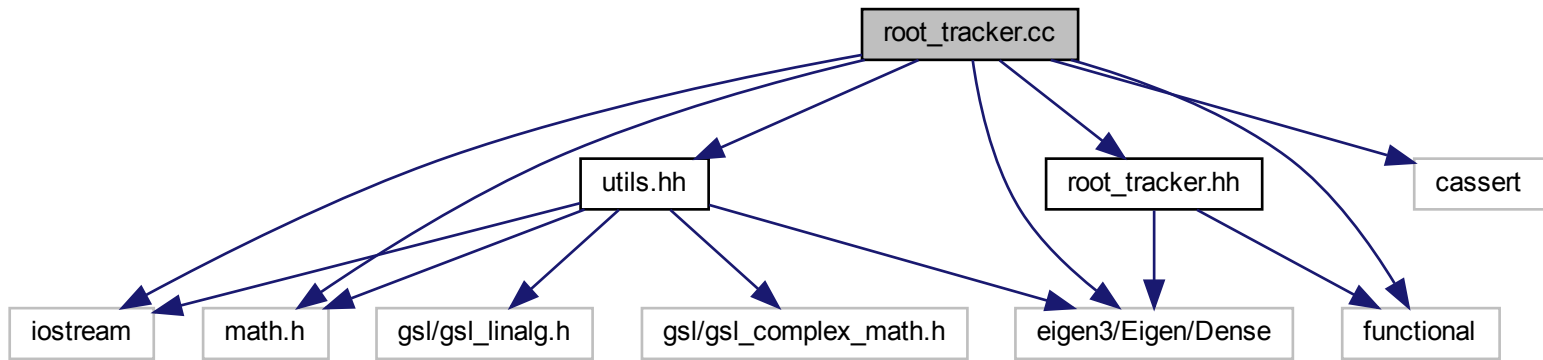 root_tracker.cc
utils.hh
root_tracker.hh
cassert
iostream
math.h
gsl/gsl_linalg.h
gsl/gsl_complex_math.h
eigen3/Eigen/Dense
functional